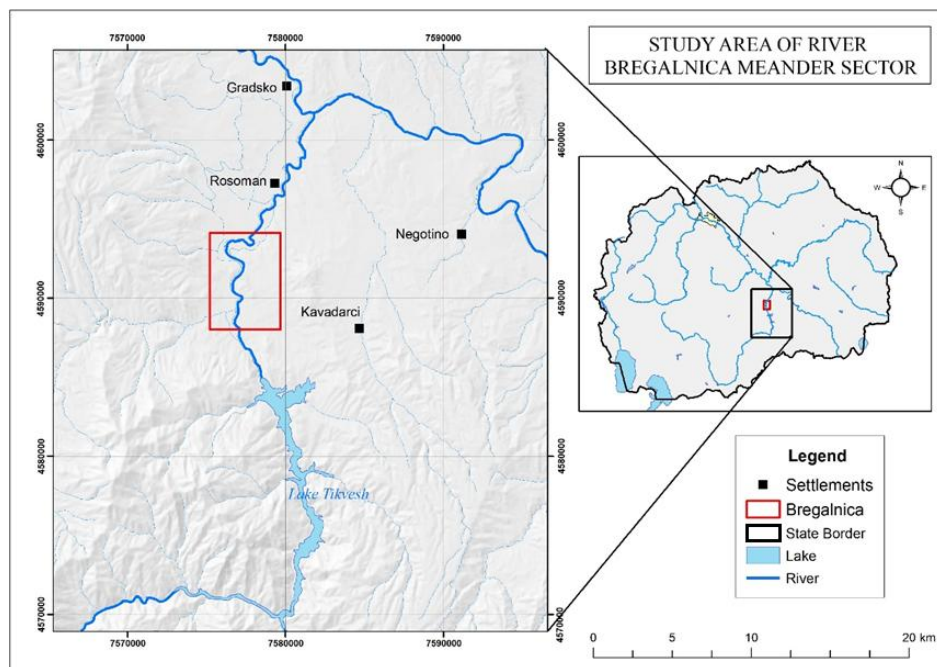 STUDY AREA OF RIVER
BREGALNICA MEANDER SECTOR
7570000
7580000
7590000
Gradsko
4600000
4600000
Rosoman
Negotino
4590000
4590000
Kavadarci
4580000
4580000
Lake Tikvesh
4570000
4570000
7570000
7580000
7590000
N
W
E
S
Legend
Settlements
Bregalnica
State Border
Lake
River
0 5 10 20 km